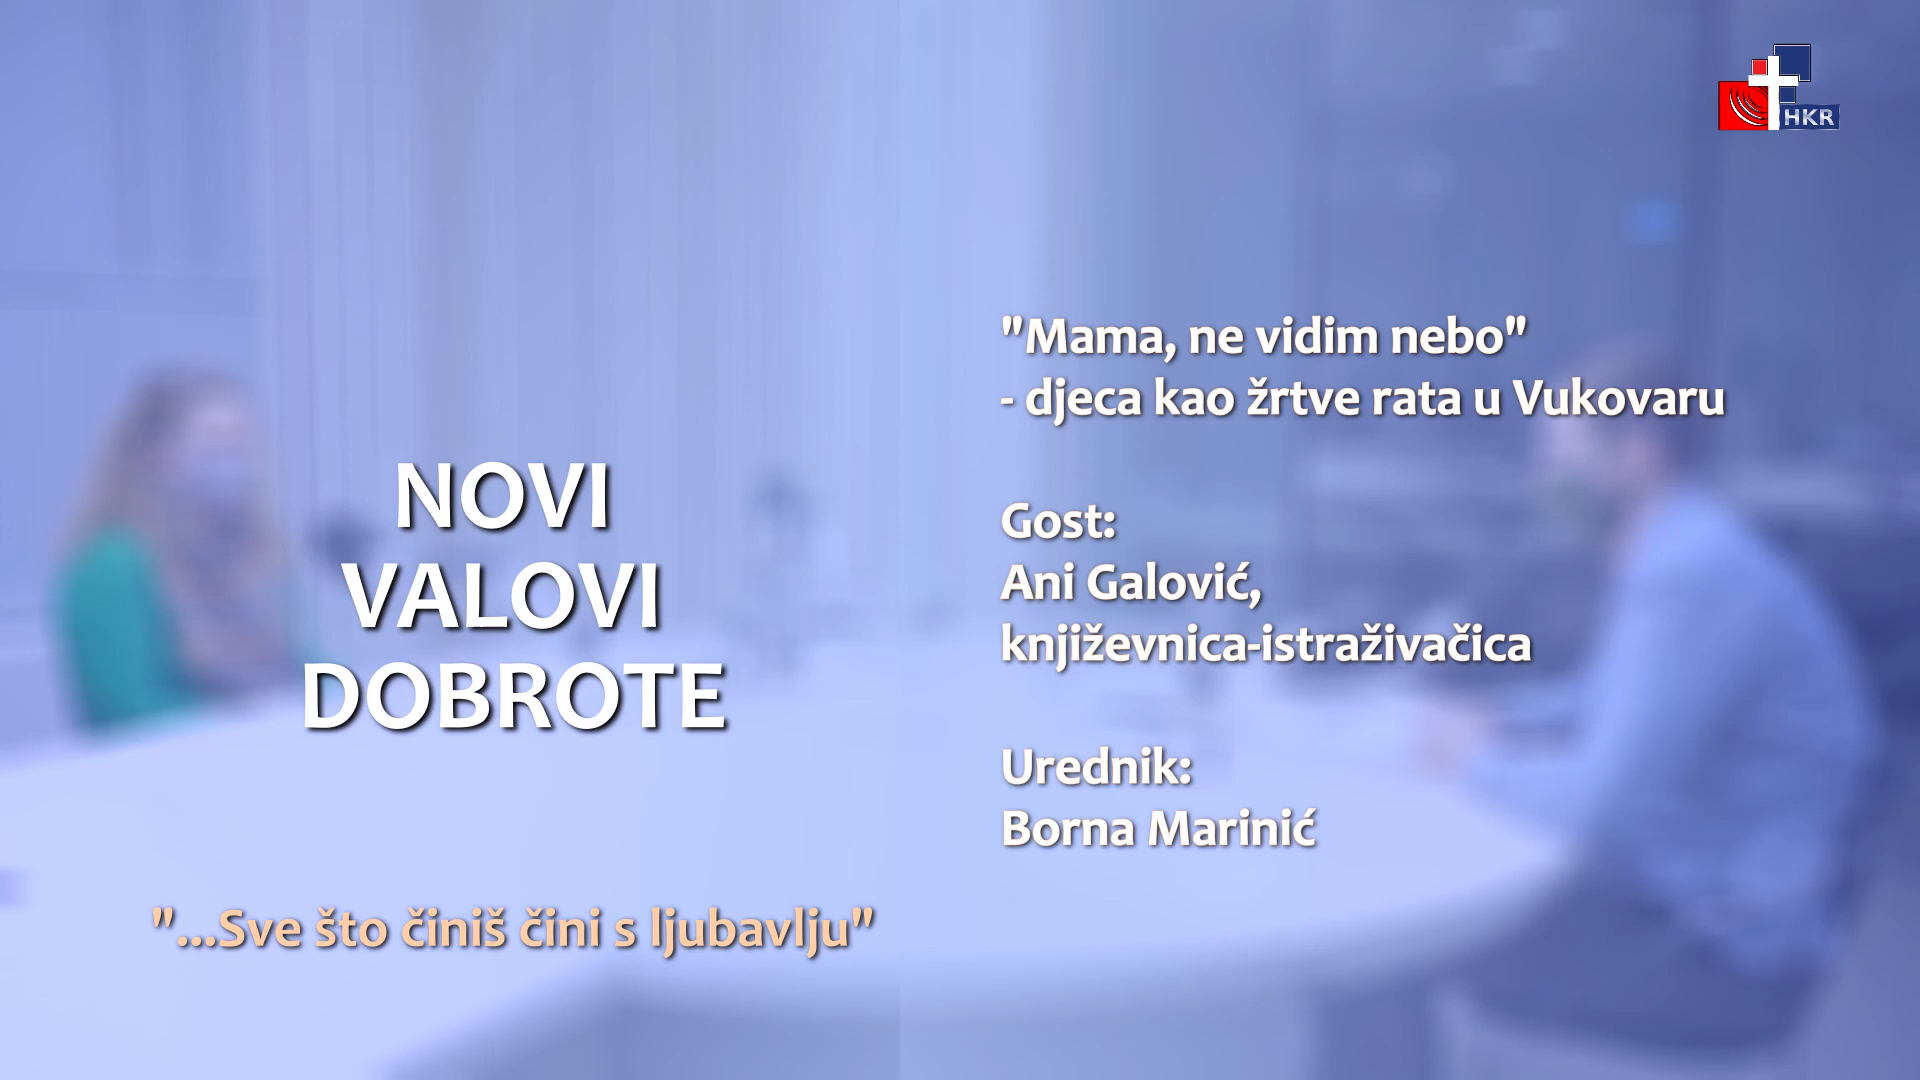 HKR
"Mama, ne vidim nebo"
- djeca kao žrtve rata u Vukovaru
NOVI
VALOVI
DOBROTE
Gost:
Ani Galović,
književnica-istraživačica
Urednik:
Borna Marinić
"...Sve što činiš čini s ljubavlju"